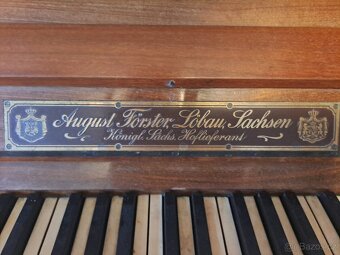 August Förster, Löbau, Sachsen
Königl. Sächs. Hoflieferant